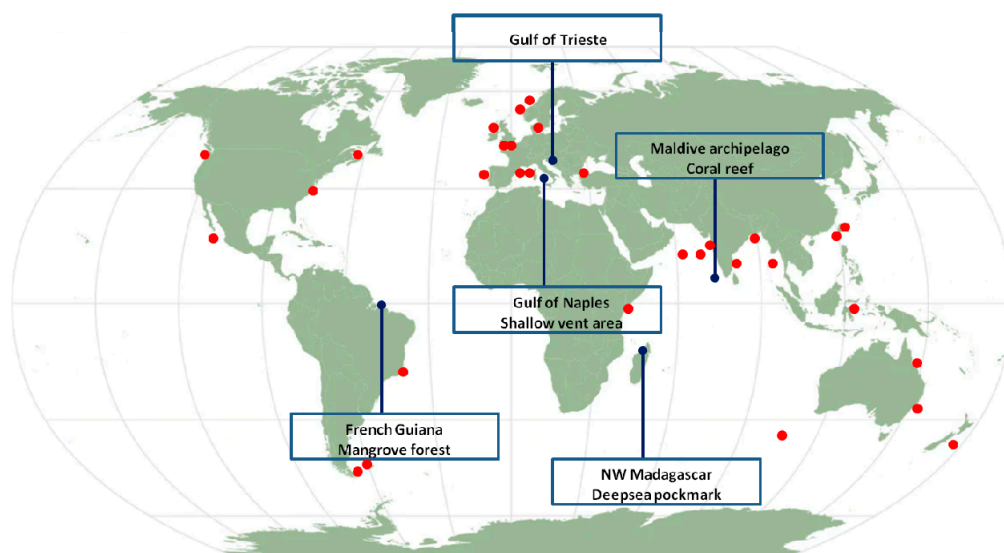 Gulf of Trieste
Maldive archipelago
Coral reef
Gulf of Naples
Shallow vent area
French Guiana
Mangrove forest
NW Madagascar
Deepsea pockmark